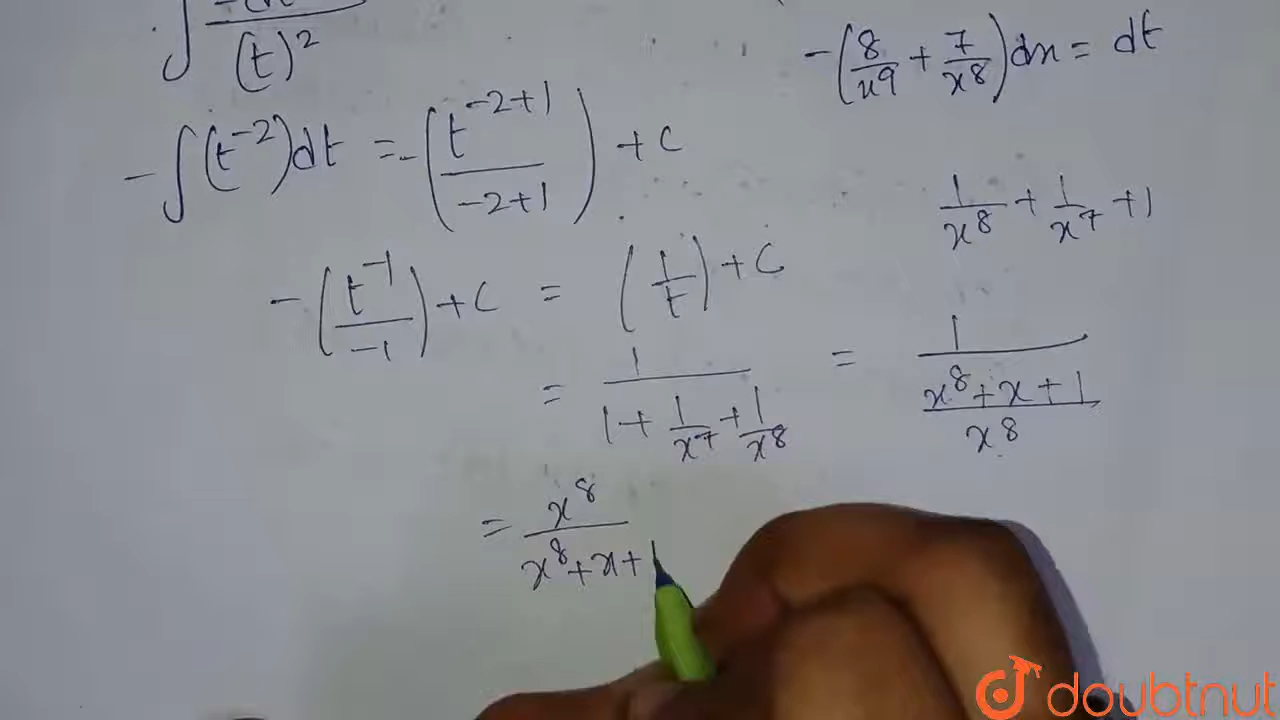 ∫ -dt / (t)²
-(8/x⁹ + 7/x⁸)dx = dt
-∫(t⁻²)dt = -(t⁻²⁺¹ / -2+1) + C
1/x⁸ + 1/x⁷ + 1
-(t⁻¹ / -1) + C = (1/t) + C
= 1 / (1 + 1/x⁷ + 1/x⁸) = 1 / ((x⁸ + x + 1) / x⁸)
= x⁸ / (x⁸ + x + 1
doubtnut